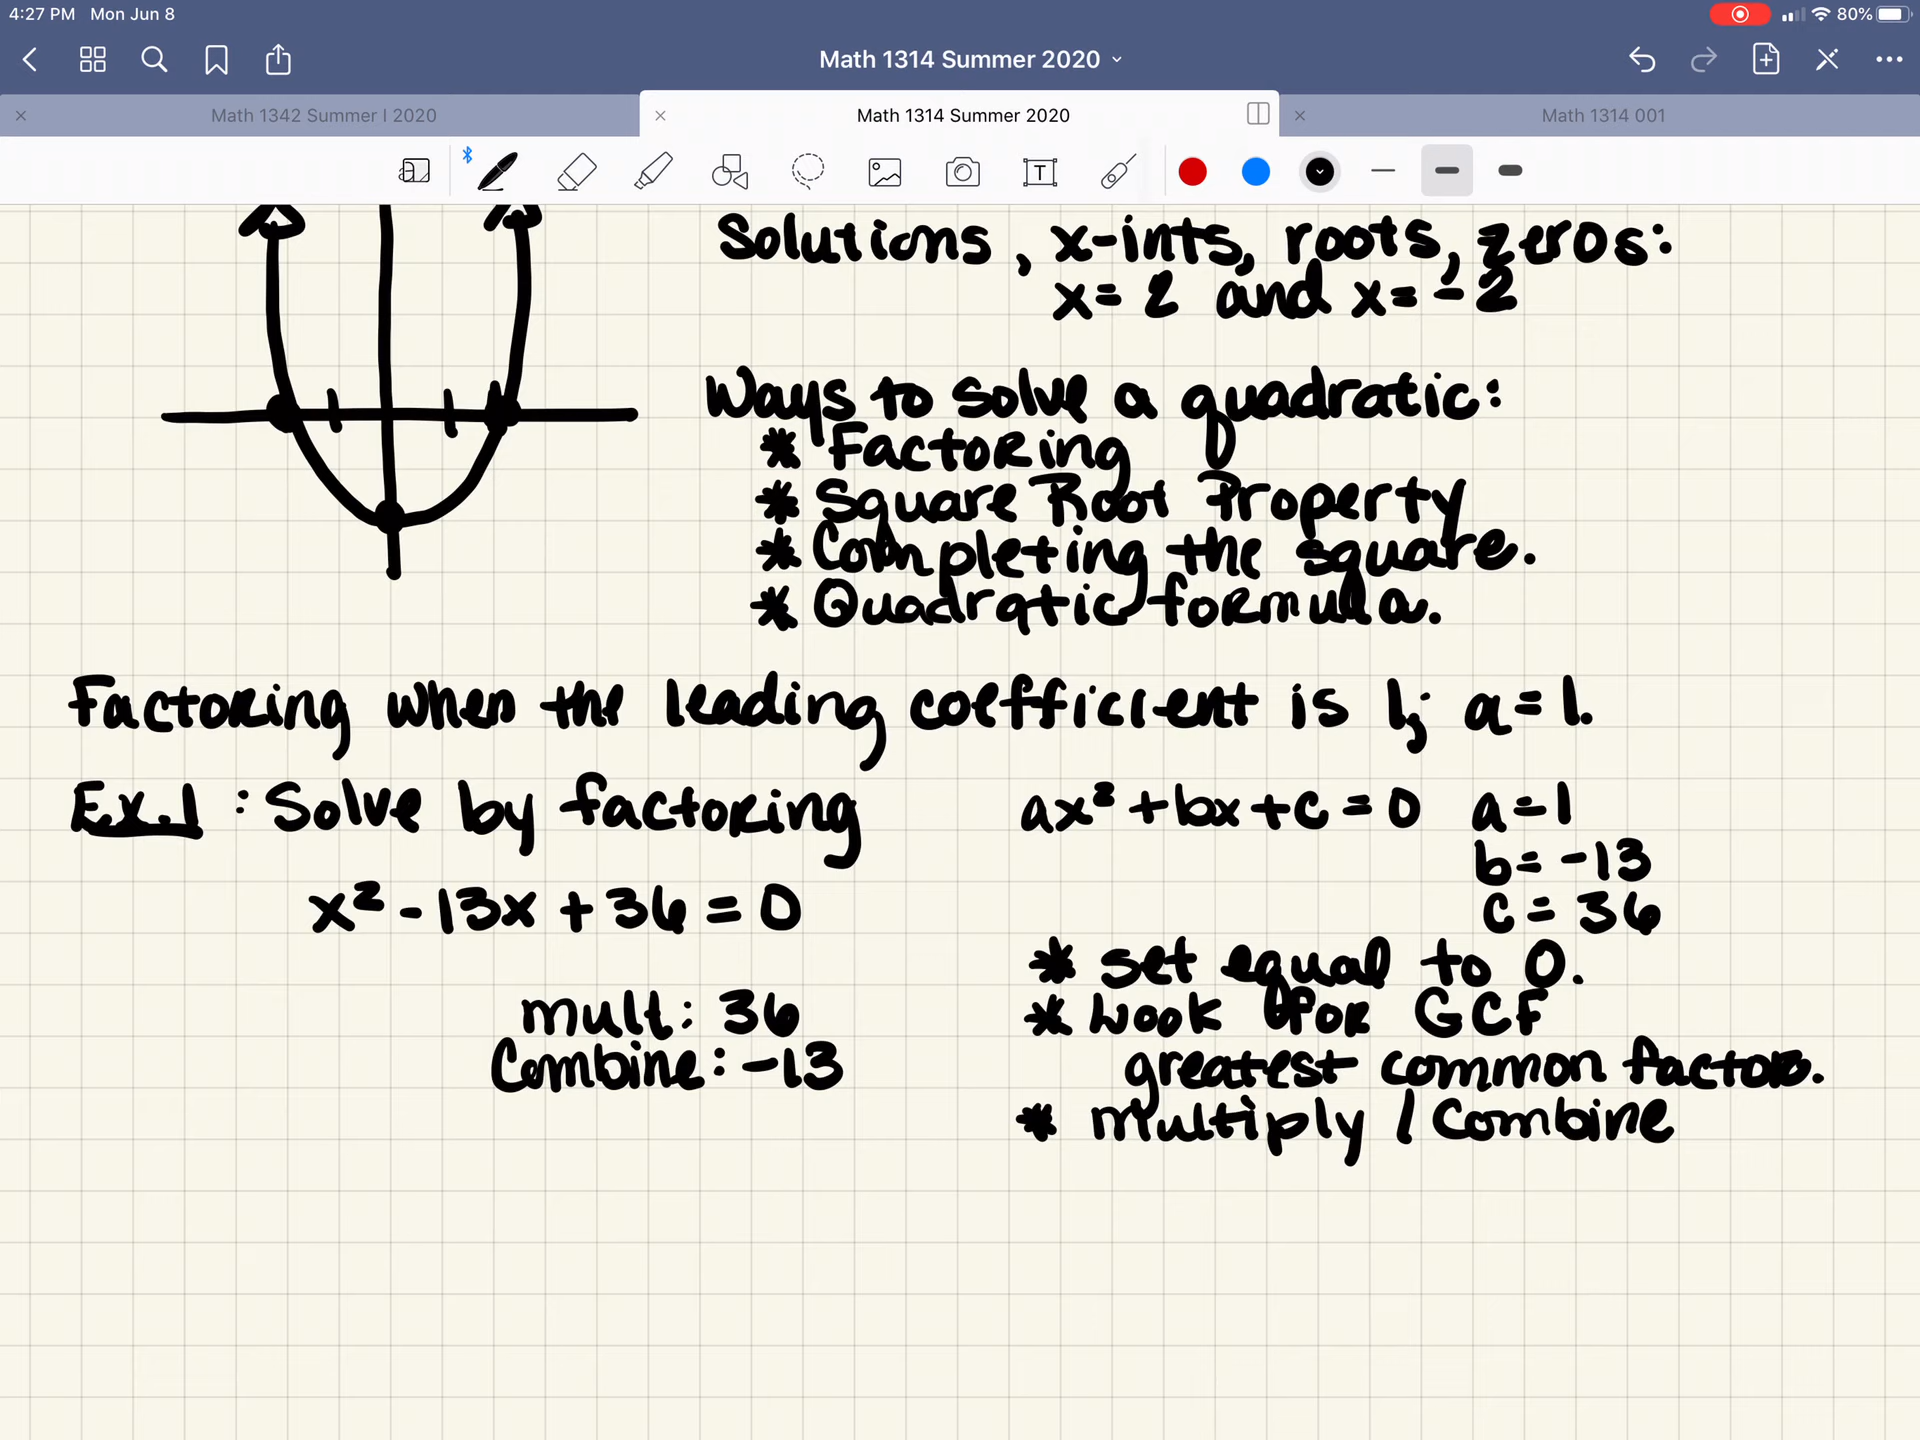 4:27 PM Mon Jun 8
80%
Math 1314 Summer 2020
Math 1342 Summer I 2020
Math 1314 Summer 2020
Math 1314 001
Solutions, x-ints, roots, zeros:
x = 2 and x = -2
Ways to solve a quadratic:
* Factoring
* Square Root Property
* Completing the square.
* Quadratic formula.
Factoring when the leading coefficient is 1; a = 1.
Ex. 1 : Solve by factoring
ax² + bx + c = 0 a = 1
b = -13
x² - 13x + 36 = 0
c = 36
* set equal to 0.
mult: 36
* Look for GCF
Combine: -13
greatest common factor.
* Multiply / Combine